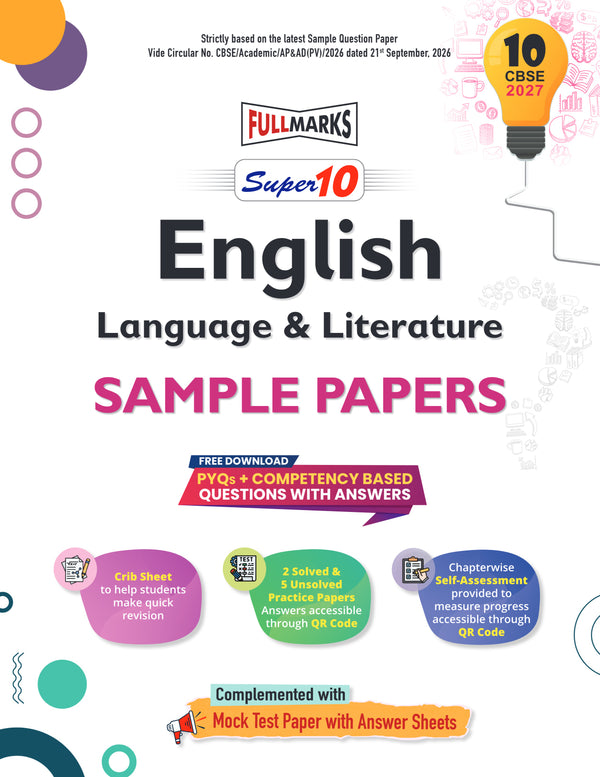 Strictly based on the latest Sample Question Paper
Vide Circular No. CBSE/Academic/AP&AD(PV)/2026 dated 21st September, 2026
10
CBSE
2027
FULLMARKS
Super10
English
Language & Literature
SAMPLE PAPERS
FREE DOWNLOAD
PYQs + COMPETENCY BASED
QUESTIONS WITH ANSWERS
Crib Sheet
to help students
make quick
revision
TEST
2 Solved &
5 Unsolved
Practice Papers
Answers accessible
through QR Code
Chapterwise
Self-Assessment
provided to
measure progress
accessible through
QR Code
Complemented with
Mock Test Paper with Answer Sheets